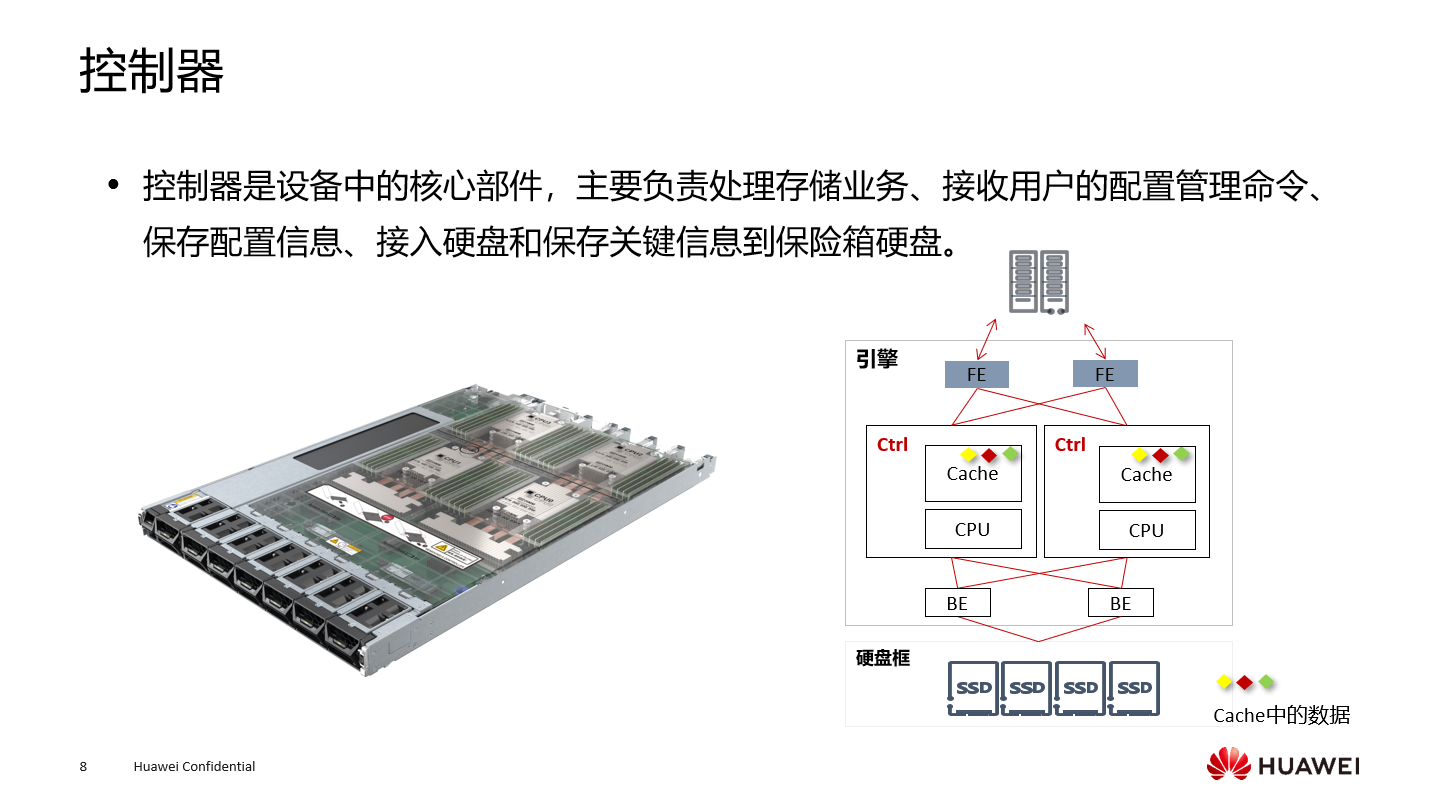 控制器
• 控制器是设备中的核心部件，主要负责处理存储业务、接收用户的配置管理命令、
保存配置信息、接入硬盘和保存关键信息到保险箱硬盘。
引擎
FE
FE
Ctrl
Ctrl
Cache
Cache
CPU
CPU
BE
BE
硬盘框
SSD
SSD
SSD
SSD
Cache中的数据
CPU3
CPU2
CPU1
CPU0
8
Huawei Confidential
HUAWEI